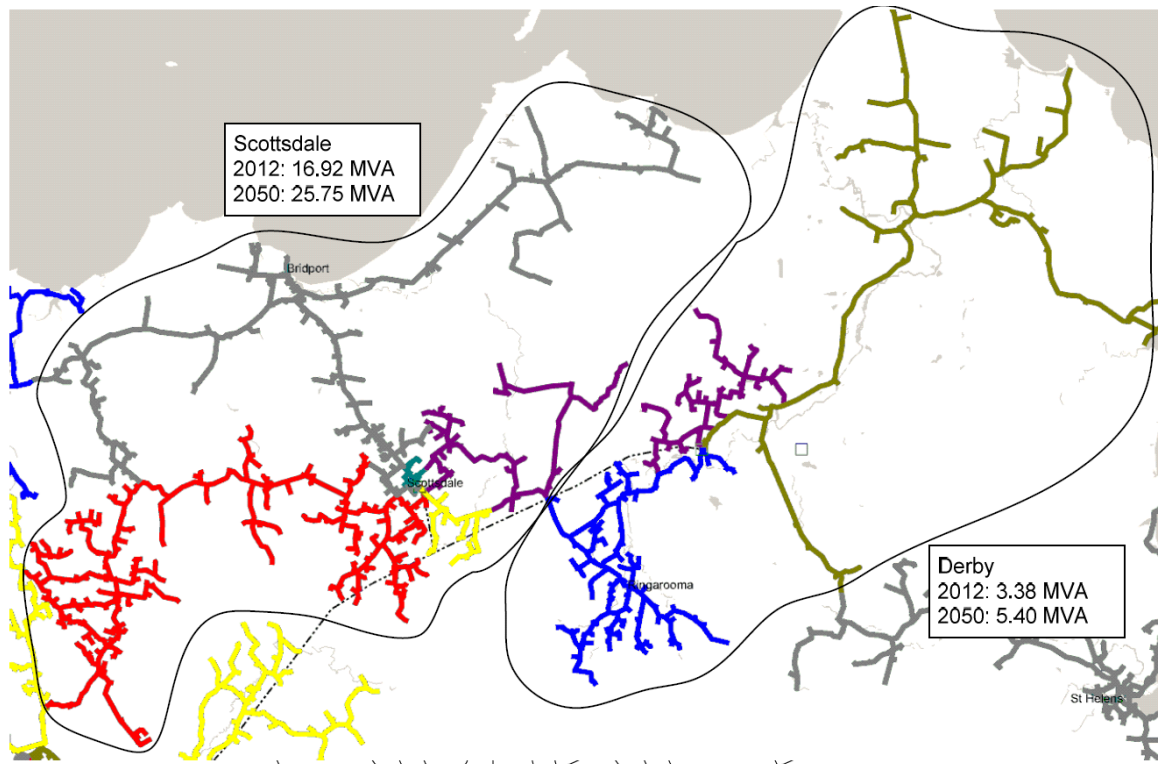 Scottsdale
2012: 16.92 MVA
2050: 25.75 MVA
Bridport
Scottsdale
Derby
2012: 3.38 MVA
2050: 5.40 MVA
St Helens